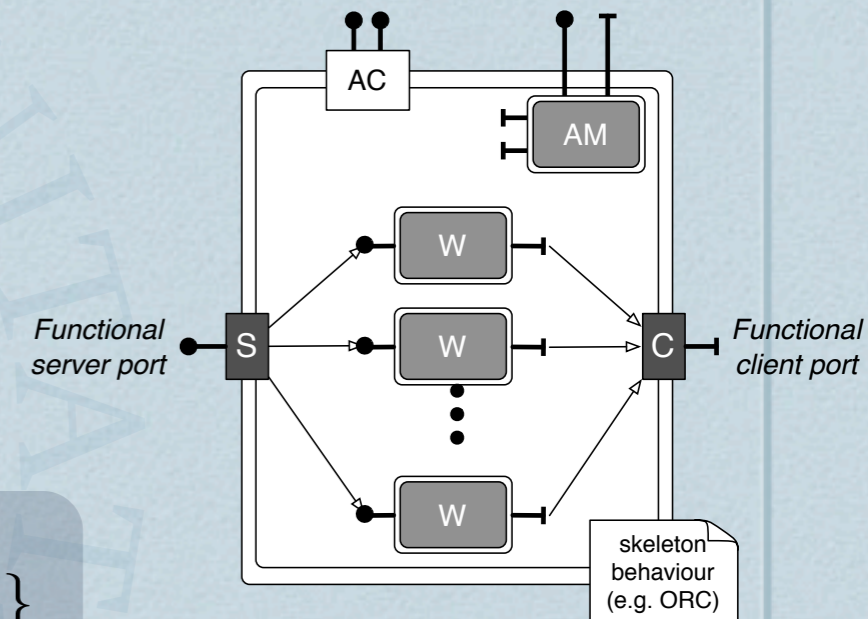 AC
AM
W
Functional
server port
S
W
C
Functional
client port
W
skeleton
behaviour
(e.g. ORC)
}